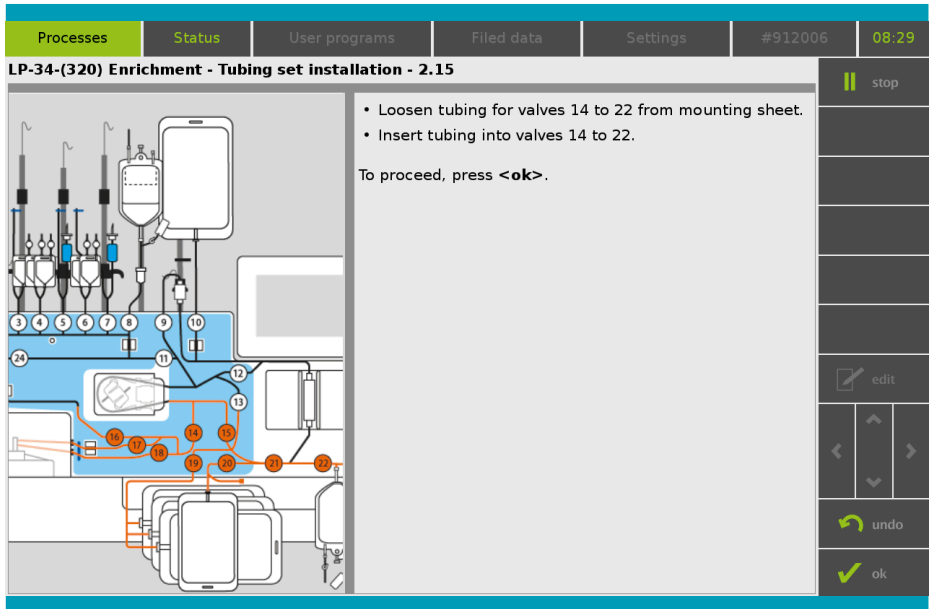 Processes
Status
User programs
Filed data
Settings
#912006
08:29
LP-34-(320) Enrichment - Tubing set installation - 2.15
stop
• Loosen tubing for valves 14 to 22 from mounting sheet.
• Insert tubing into valves 14 to 22.
To proceed, press <ok>.
3 4 5 6 7 8 9 10
24 11
12
13
14 15
16
17
18
19 20 21 22
edit
undo
ok